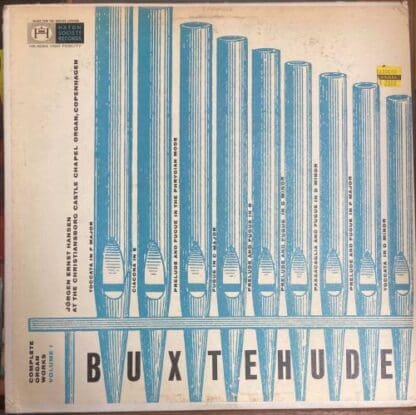 HAYDN
SOCIETY
RECORDS
JÖRGEN ERNST HANSEN
AT THE CHRISTIANSBORG CASTLE CHAPEL ORGAN, COPENHAGEN
TOCCATA IN F MAJOR
CIACONA IN E
PRELUDE AND FUGUE IN THE PHRYGIAN MODE
FUGUE IN C MAJOR
PRELUDE AND FUGUE IN E
PRELUDE AND FUGUE IN G MINOR
PASSACAGLIA AND FUGUE IN D MINOR
PRELUDE AND FUGUE IN F MAJOR
TOCCATA IN D MINOR
COMPLETE
ORGAN
WORKS
VOLUME 1
BUXTEHUDE